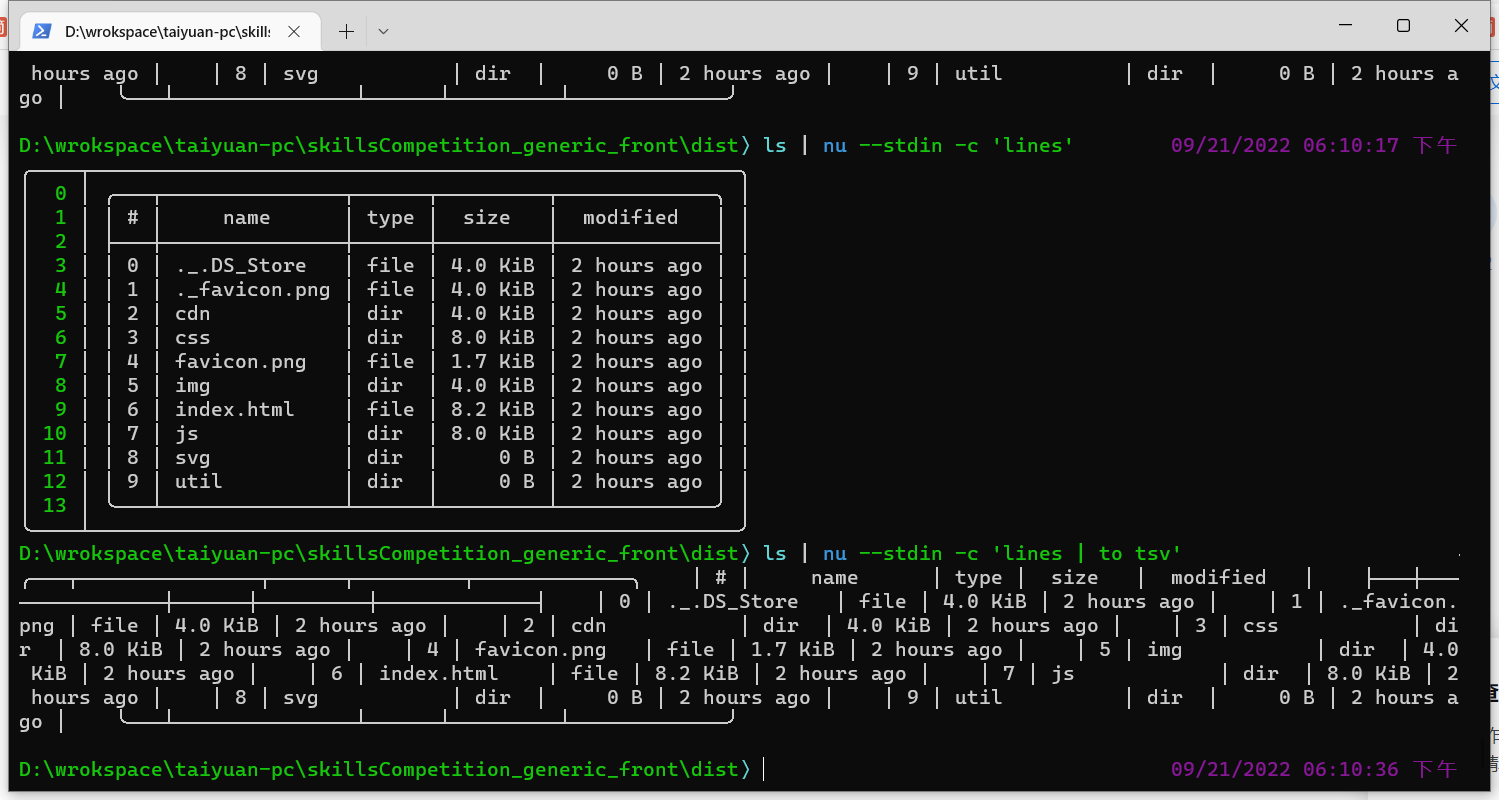 D:\wrokspace\taiyuan-pc\skills
hours ago | | 8 | svg | dir | 0 B | 2 hours ago | | 9 | util | dir | 0 B | 2 hours a
go |
D:\wrokspace\taiyuan-pc\skillsCompetition_generic_front\dist〉 ls | nu --stdin -c 'lines' 09/21/2022 06:10:17 下午
0
1 | # | name | type | size | modified |
2
3 | 0 | ._.DS_Store | file | 4.0 KiB | 2 hours ago |
4 | 1 | ._favicon.png | file | 4.0 KiB | 2 hours ago |
5 | 2 | cdn | dir | 4.0 KiB | 2 hours ago |
6 | 3 | css | dir | 8.0 KiB | 2 hours ago |
7 | 4 | favicon.png | file | 1.7 KiB | 2 hours ago |
8 | 5 | img | dir | 4.0 KiB | 2 hours ago |
9 | 6 | index.html | file | 8.2 KiB | 2 hours ago |
10 | 7 | js | dir | 8.0 KiB | 2 hours ago |
11 | 8 | svg | dir | 0 B | 2 hours ago |
12 | 9 | util | dir | 0 B | 2 hours ago |
13
D:\wrokspace\taiyuan-pc\skillsCompetition_generic_front\dist〉 ls | nu --stdin -c 'lines | to tsv'
| # | name | type | size | modified |
| 0 | ._.DS_Store | file | 4.0 KiB | 2 hours ago | | 1 | ._favicon.
png | file | 4.0 KiB | 2 hours ago | | 2 | cdn | dir | 4.0 KiB | 2 hours ago | | 3 | css | di
r | 8.0 KiB | 2 hours ago | | 4 | favicon.png | file | 1.7 KiB | 2 hours ago | | 5 | img | dir | 4.0
KiB | 2 hours ago | | 6 | index.html | file | 8.2 KiB | 2 hours ago | | 7 | js | dir | 8.0 KiB | 2
hours ago | | 8 | svg | dir | 0 B | 2 hours ago | | 9 | util | dir | 0 B | 2 hours a
go |
D:\wrokspace\taiyuan-pc\skillsCompetition_generic_front\dist〉 09/21/2022 06:10:36 下午